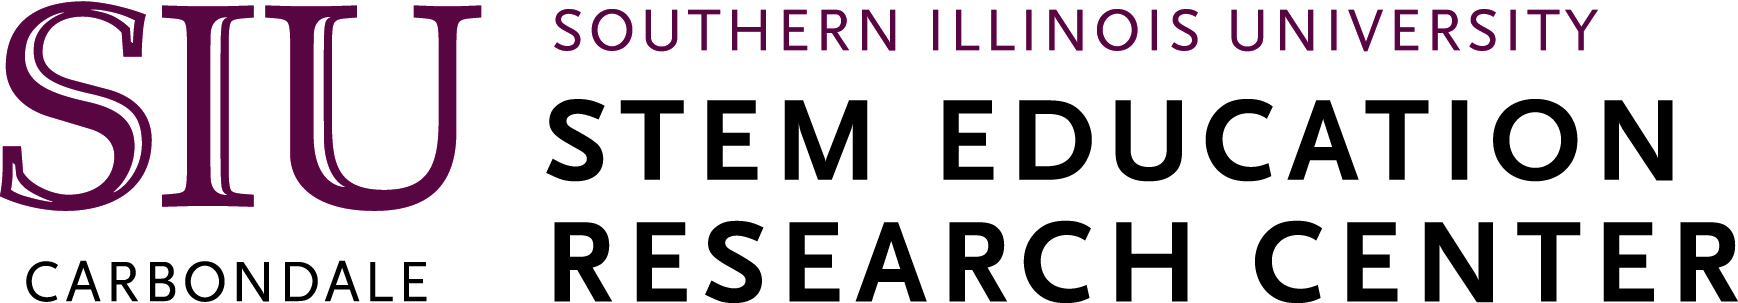 SIU
CARBONDALE
SOUTHERN ILLINOIS UNIVERSITY
STEM EDUCATION
RESEARCH CENTER